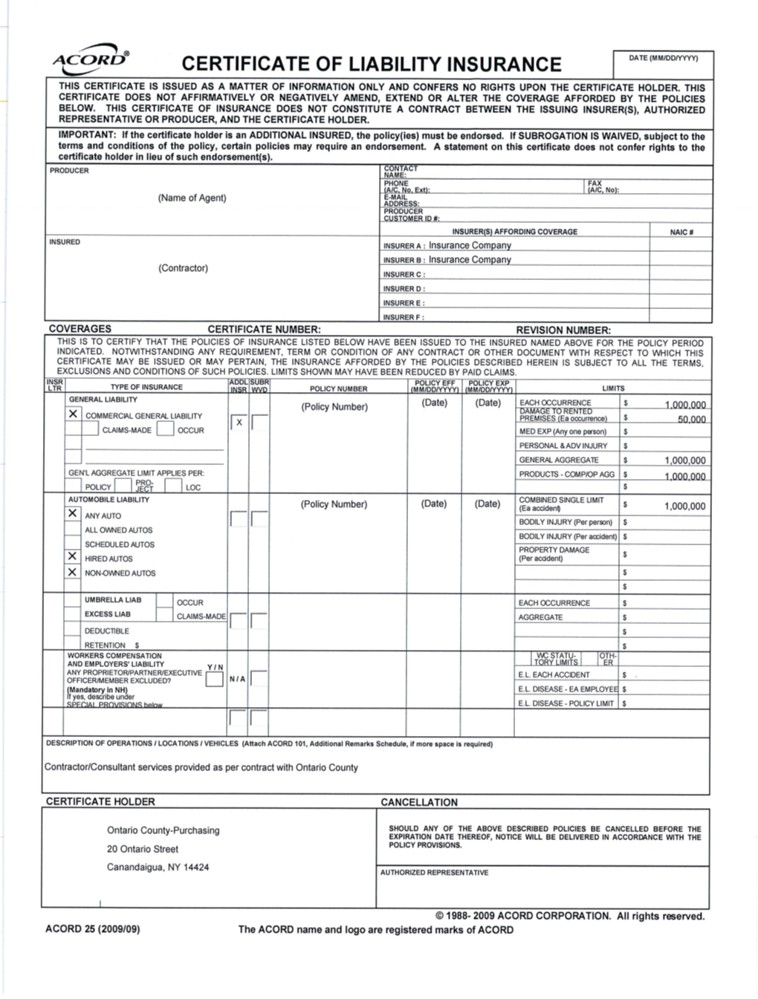 ACORD®
CERTIFICATE OF LIABILITY INSURANCE
DATE (MM/DD/YYYY)
THIS CERTIFICATE IS ISSUED AS A MATTER OF INFORMATION ONLY AND CONFERS NO RIGHTS UPON THE CERTIFICATE HOLDER. THIS
CERTIFICATE DOES NOT AFFIRMATIVELY OR NEGATIVELY AMEND, EXTEND OR ALTER THE COVERAGE AFFORDED BY THE POLICIES
BELOW. THIS CERTIFICATE OF INSURANCE DOES NOT CONSTITUTE A CONTRACT BETWEEN THE ISSUING INSURER(S), AUTHORIZED
REPRESENTATIVE OR PRODUCER, AND THE CERTIFICATE HOLDER.
IMPORTANT: If the certificate holder is an ADDITIONAL INSURED, the policy(ies) must be endorsed. If SUBROGATION IS WAIVED, subject to the
terms and conditions of the policy, certain policies may require an endorsement. A statement on this certificate does not confer rights to the
certificate holder in lieu of such endorsement(s).
PRODUCER
(Name of Agent)
CONTACT
NAME:
PHONE
(A/C, No, Ext):
FAX
(A/C, No):
E-MAIL
ADDRESS:
PRODUCER
CUSTOMER ID #:
INSURER(S) AFFORDING COVERAGE
NAIC #
INSURED
(Contractor)
INSURER A : Insurance Company
INSURER B : Insurance Company
INSURER C :
INSURER D :
INSURER E :
INSURER F :
COVERAGES CERTIFICATE NUMBER: REVISION NUMBER:
THIS IS TO CERTIFY THAT THE POLICIES OF INSURANCE LISTED BELOW HAVE BEEN ISSUED TO THE INSURED NAMED ABOVE FOR THE POLICY PERIOD
INDICATED. NOTWITHSTANDING ANY REQUIREMENT, TERM OR CONDITION OF ANY CONTRACT OR OTHER DOCUMENT WITH RESPECT TO WHICH THIS
CERTIFICATE MAY BE ISSUED OR MAY PERTAIN, THE INSURANCE AFFORDED BY THE POLICIES DESCRIBED HEREIN IS SUBJECT TO ALL THE TERMS,
EXCLUSIONS AND CONDITIONS OF SUCH POLICIES. LIMITS SHOWN MAY HAVE BEEN REDUCED BY PAID CLAIMS.
INSR
LTR
TYPE OF INSURANCE
ADDL
INSR
SUBR
WVD
POLICY NUMBER
POLICY EFF
(MM/DD/YYYY)
POLICY EXP
(MM/DD/YYYY)
LIMITS
GENERAL LIABILITY
X COMMERCIAL GENERAL LIABILITY
CLAIMS-MADE OCCUR
GEN'L AGGREGATE LIMIT APPLIES PER:
POLICY PRO-
JECT LOC
X
(Policy Number)
(Date)
(Date)
EACH OCCURRENCE $ 1,000,000
DAMAGE TO RENTED
PREMISES (Ea occurrence) $ 50,000
MED EXP (Any one person) $
PERSONAL & ADV INJURY $
GENERAL AGGREGATE $ 1,000,000
PRODUCTS - COMP/OP AGG $ 1,000,000
$
AUTOMOBILE LIABILITY
X ANY AUTO
ALL OWNED AUTOS
SCHEDULED AUTOS
X HIRED AUTOS
X NON-OWNED AUTOS
(Policy Number)
(Date)
(Date)
COMBINED SINGLE LIMIT
(Ea accident) $ 1,000,000
BODILY INJURY (Per person) $
BODILY INJURY (Per accident) $
PROPERTY DAMAGE
(Per accident) $
$
$
UMBRELLA LIAB OCCUR
EXCESS LIAB CLAIMS-MADE
DEDUCTIBLE
RETENTION $
EACH OCCURRENCE $
AGGREGATE $
$
$
WORKERS COMPENSATION
AND EMPLOYERS' LIABILITY
Y / N
ANY PROPRIETOR/PARTNER/EXECUTIVE
OFFICER/MEMBER EXCLUDED?
(Mandatory in NH)
If yes, describe under
SPECIAL PROVISIONS below
N / A
WC STATU-
TORY LIMITS
OTH-
ER
E.L. EACH ACCIDENT $
E.L. DISEASE - EA EMPLOYEE $
E.L. DISEASE - POLICY LIMIT $
DESCRIPTION OF OPERATIONS / LOCATIONS / VEHICLES (Attach ACORD 101, Additional Remarks Schedule, if more space is required)
Contractor/Consultant services provided as per contract with Ontario County
CERTIFICATE HOLDER
Ontario County-Purchasing
20 Ontario Street
Canandaigua, NY 14424
CANCELLATION
SHOULD ANY OF THE ABOVE DESCRIBED POLICIES BE CANCELLED BEFORE THE
EXPIRATION DATE THEREOF, NOTICE WILL BE DELIVERED IN ACCORDANCE WITH THE
POLICY PROVISIONS.
AUTHORIZED REPRESENTATIVE
© 1988- 2009 ACORD CORPORATION. All rights reserved.
ACORD 25 (2009/09) The ACORD name and logo are registered marks of ACORD